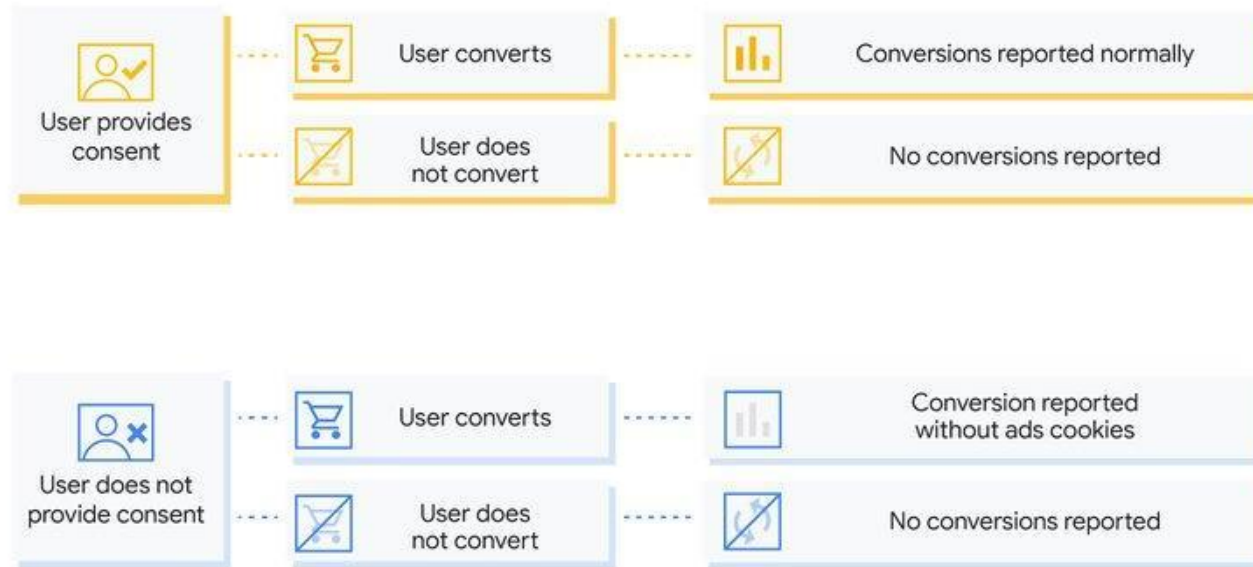 User provides
consent
User converts
Conversions reported normally
User does
not convert
No conversions reported
User does not
provide consent
User converts
Conversion reported
without ads cookies
User does
not convert
No conversions reported